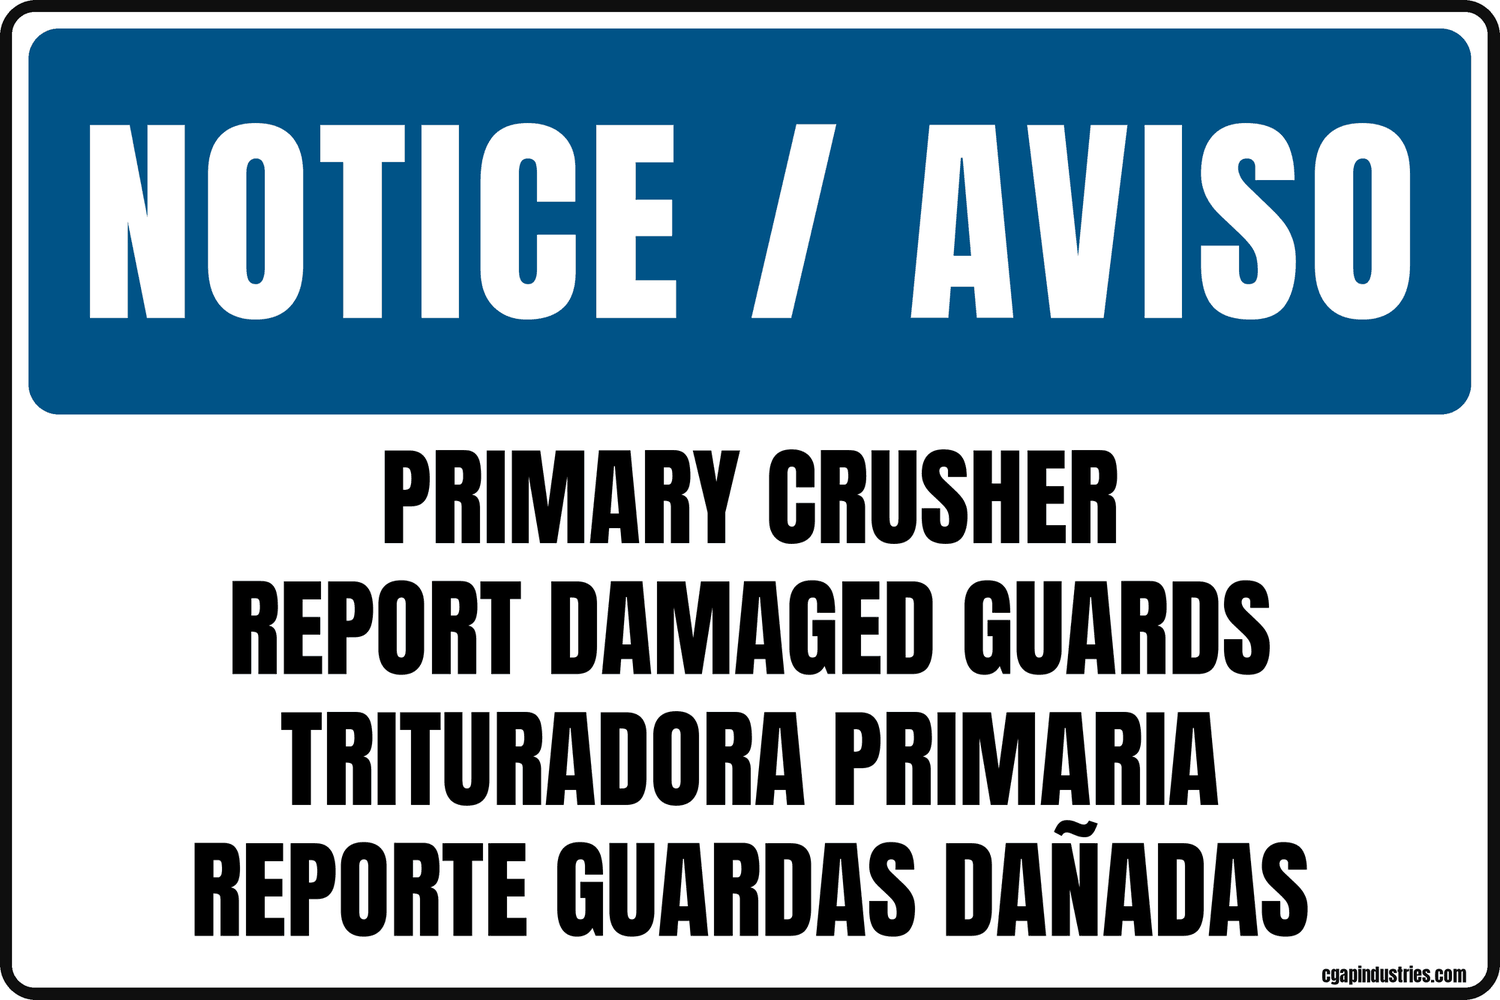 NOTICE / AVISO
PRIMARY CRUSHER
REPORT DAMAGED GUARDS
TRITURADORA PRIMARIA
REPORTE GUARDAS DAÑADAS
cgapindustries.com